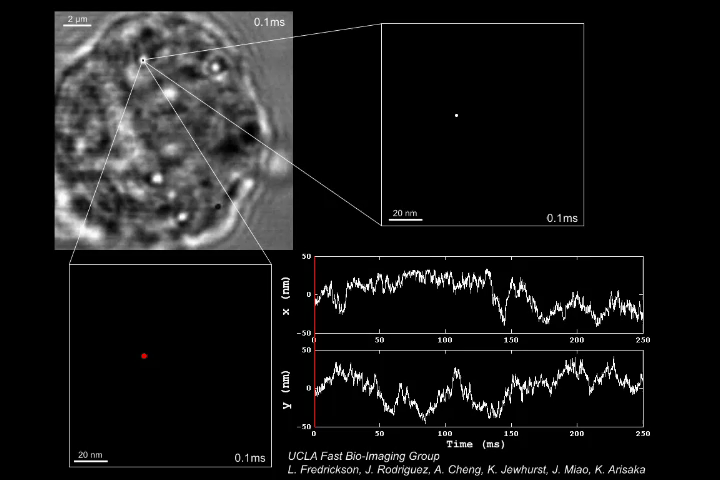 2 μm
0.1ms
20 nm
0.1ms
20 nm
0.1ms
x (nm)
50
0
-50
0 50 100 150 200 250
y (nm)
50
0
-50
0 50 100 150 200 250
Time (ms)
UCLA Fast Bio-Imaging Group
L. Fredrickson, J. Rodriguez, A. Cheng, K. Jewhurst, J. Miao, K. Arisaka